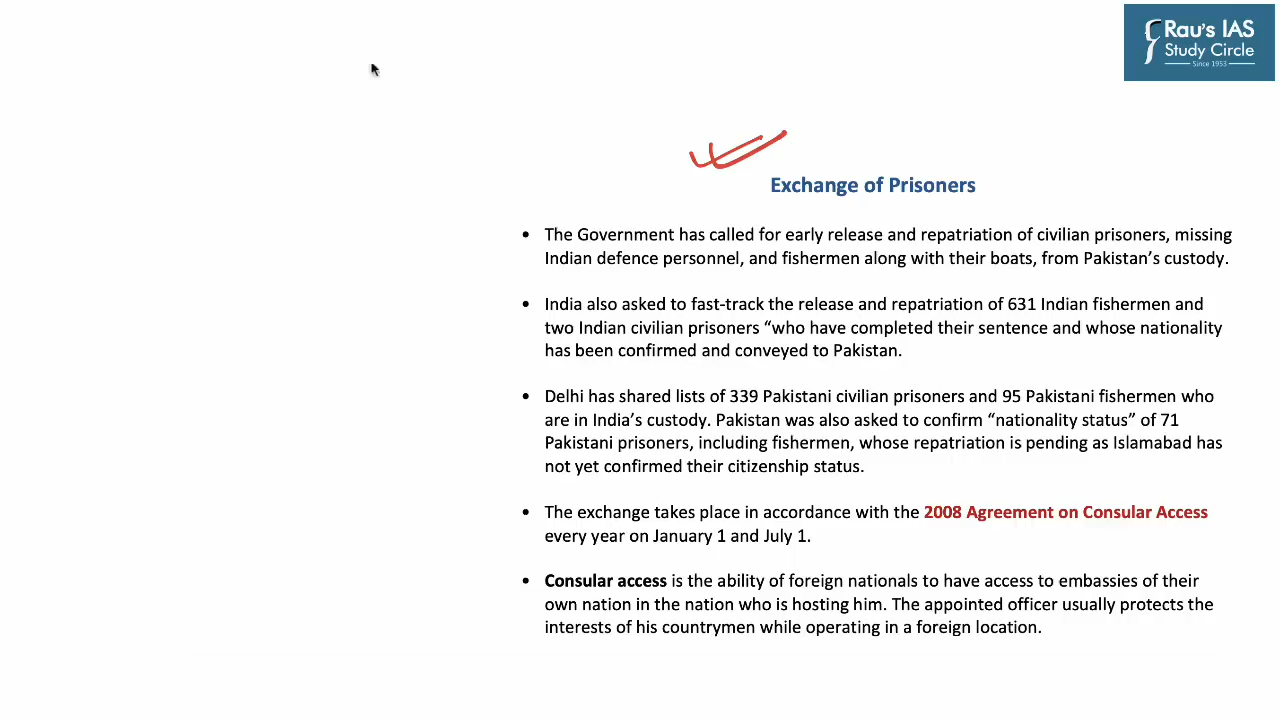 Rau's IAS
Study Circle
Since 1953
Exchange of Prisoners
• The Government has called for early release and repatriation of civilian prisoners, missing
Indian defence personnel, and fishermen along with their boats, from Pakistan’s custody.
• India also asked to fast-track the release and repatriation of 631 Indian fishermen and
two Indian civilian prisoners “who have completed their sentence and whose nationality
has been confirmed and conveyed to Pakistan.
• Delhi has shared lists of 339 Pakistani civilian prisoners and 95 Pakistani fishermen who
are in India’s custody. Pakistan was also asked to confirm “nationality status” of 71
Pakistani prisoners, including fishermen, whose repatriation is pending as Islamabad has
not yet confirmed their citizenship status.
• The exchange takes place in accordance with the 2008 Agreement on Consular Access
every year on January 1 and July 1.
• Consular access is the ability of foreign nationals to have access to embassies of their
own nation in the nation who is hosting him. The appointed officer usually protects the
interests of his countrymen while operating in a foreign location.